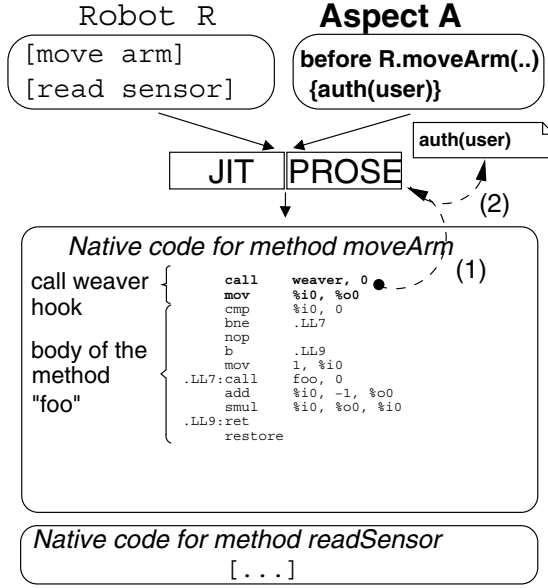 Robot R
Aspect A
[move arm]
[read sensor]
before R.moveArm(..)
{auth(user)}
auth(user)
JIT
PROSE
(2)
Native code for method moveArm
(1)
call weaver
hook
call weaver, 0
mov %i0, %o0
cmp %i0, 0
bne .LL7
nop
b .LL9
mov 1, %i0
.LL7:call foo, 0
add %i0, -1, %o0
smul %i0, %o0, %i0
.LL9:ret
restore
body of the
method
"foo"
Native code for method readSensor
[...]